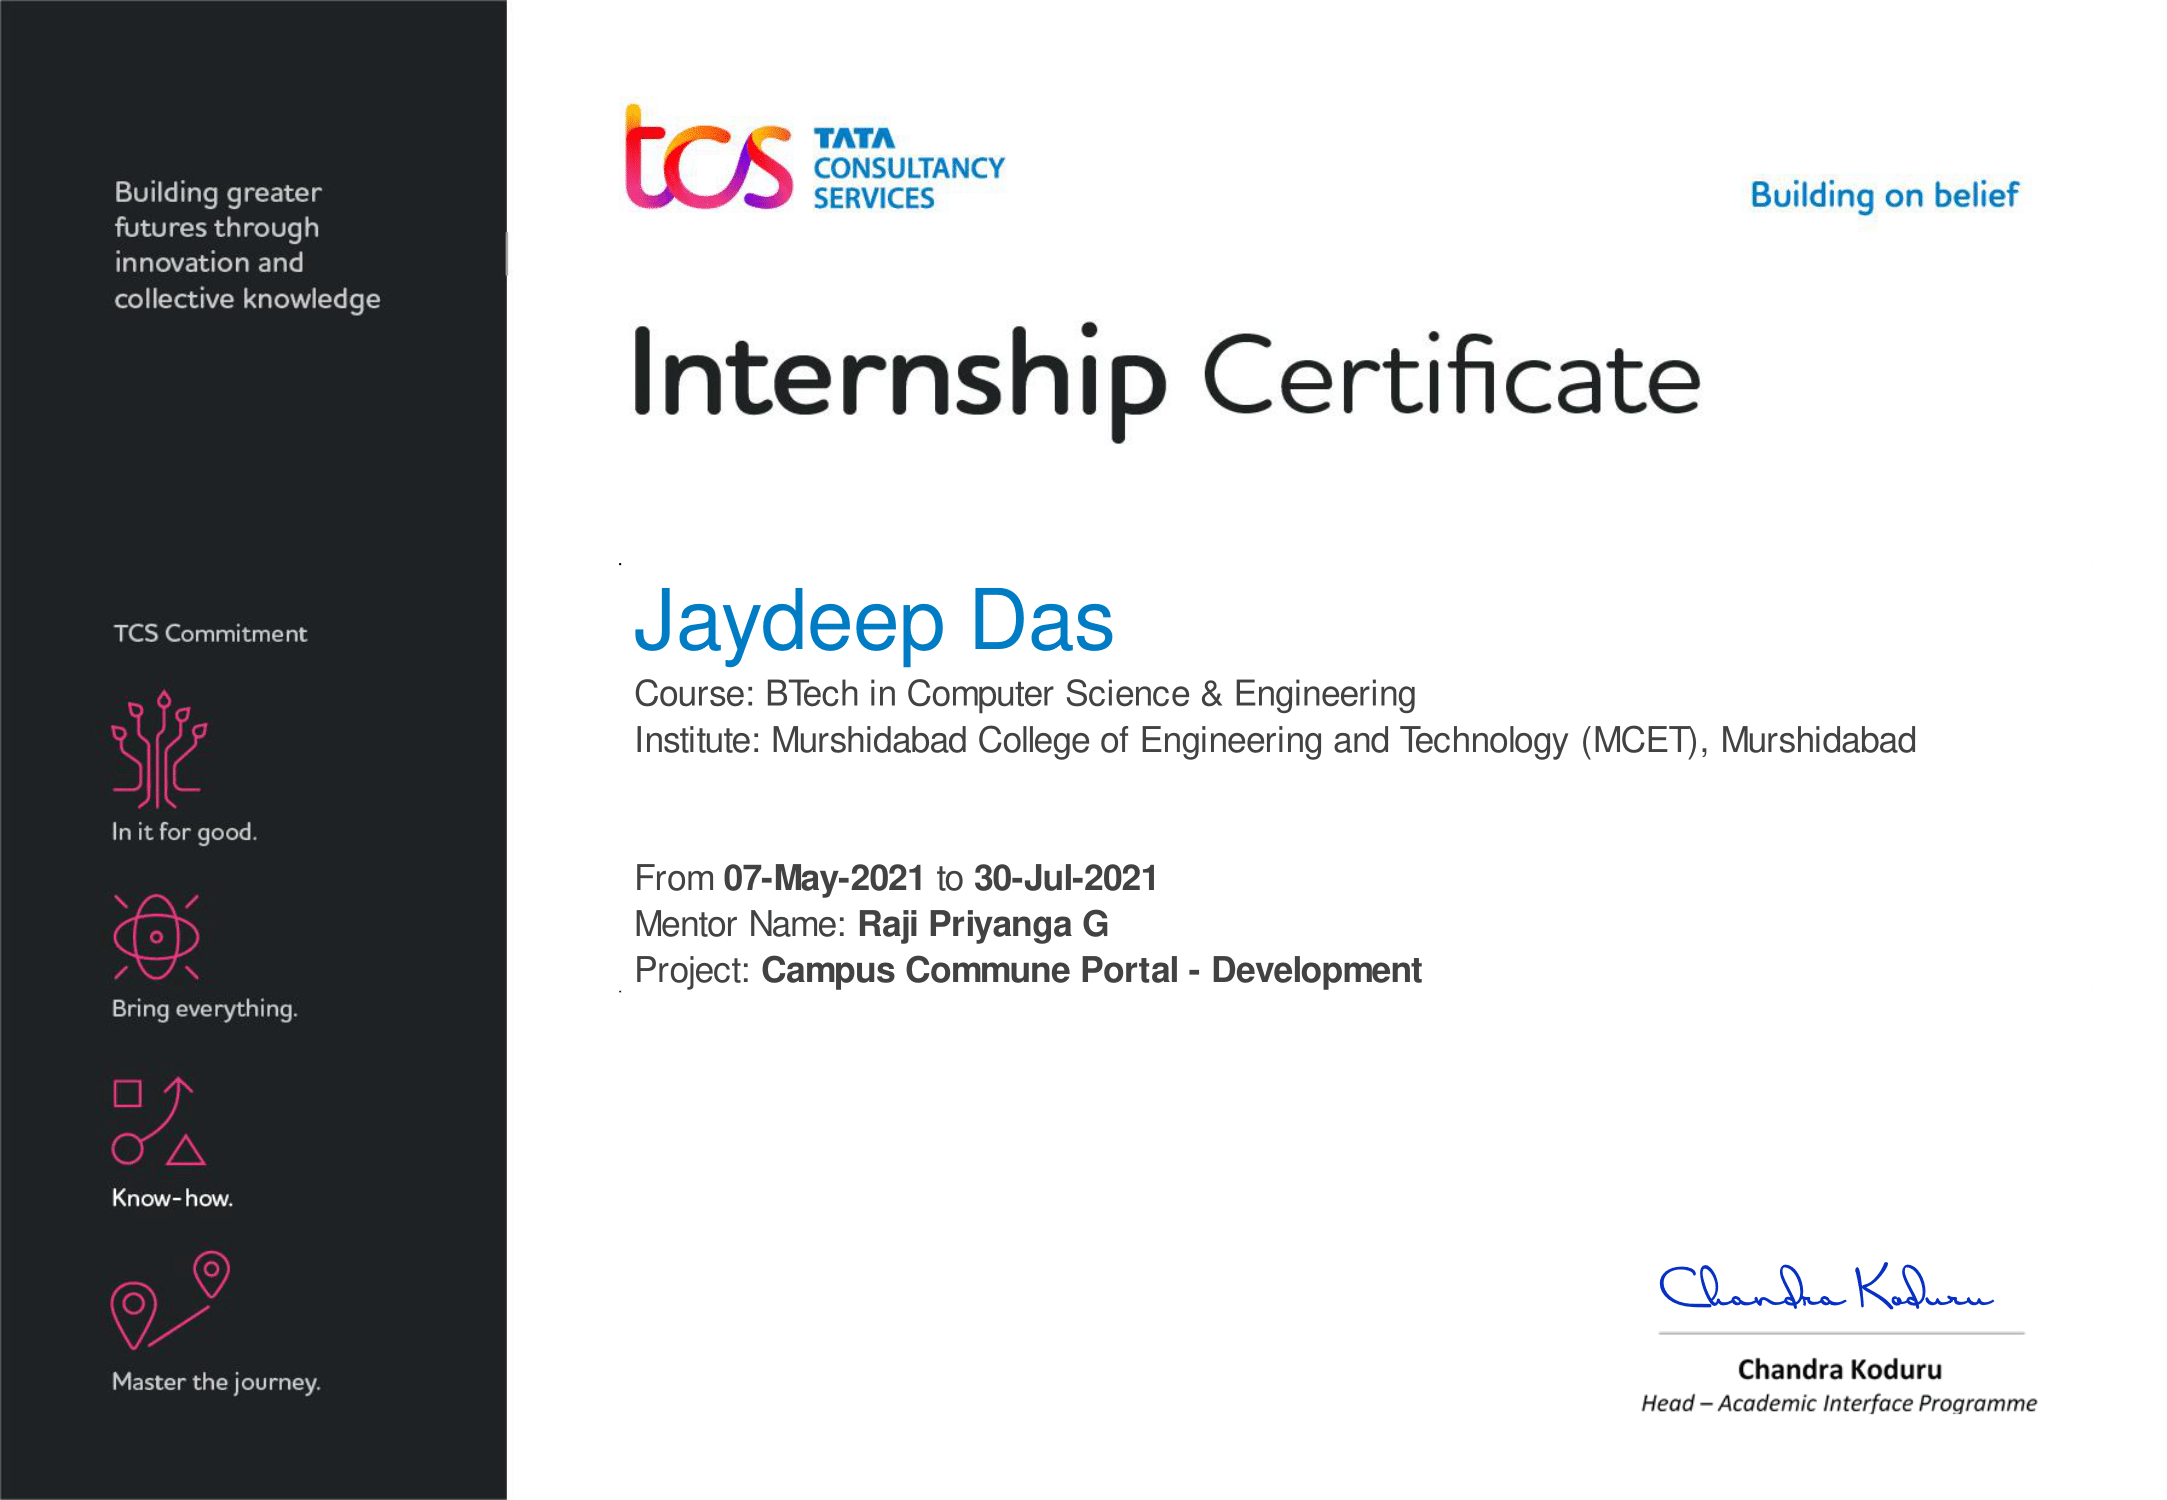 Building greater
futures through
innovation and
collective knowledge
TCS Commitment
In it for good.
Bring everything.
Know-how.
Master the journey.
tcs TATA
CONSULTANCY
SERVICES
Building on belief
Internship Certificate
Jaydeep Das
Course: BTech in Computer Science & Engineering
Institute: Murshidabad College of Engineering and Technology (MCET), Murshidabad
From 07-May-2021 to 30-Jul-2021
Mentor Name: Raji Priyanga G
Project: Campus Commune Portal - Development
Chandra Koduru
Chandra Koduru
Head – Academic Interface Programme